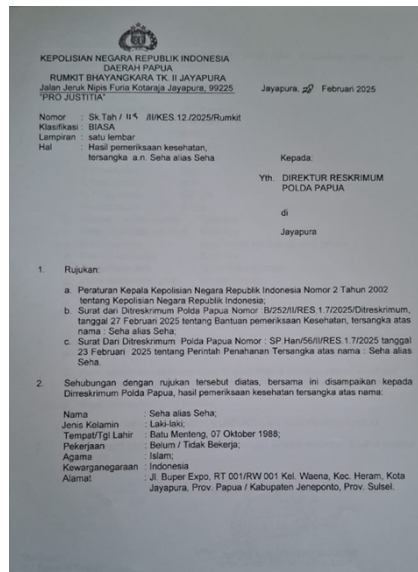 KEPOLISIAN NEGARA REPUBLIK INDONESIA
DAERAH PAPUA
RUMKIT BHAYANGKARA TK. II JAYAPURA
Jalan Jeruk Nipis Furia Kotaraja Jayapura, 99225
"PRO JUSTITIA"
Jayapura, 28 Februari 2025
Nomor : Sk.Tah / /II/KES.12./2025/Rumkit
Klasifikasi : BIASA
Lampiran : satu lembar
Hal : Hasil pemeriksaan kesehatan,
tersangka a.n. Seha alias Seha
Kepada:
Yth. DIREKTUR RESKRIMUM
POLDA PAPUA
di
Jayapura
1. Rujukan:
a. Peraturan Kepala Kepolisian Negara Republik Indonesia Nomor 2 Tahun 2002
tentang Kepolisian Negara Republik Indonesia;
b. Surat dari Ditreskrimum Polda Papua Nomor :B/252/II/RES.1.7/2025/Ditreskrimum,
tanggal 27 Februari 2025 tentang Bantuan pemeriksaan Kesehatan, tersangka atas
nama : Seha alias Seha;
c. Surat Dari Ditreskrimum Polda Papua Nomor : SP Han/56/II/RES.1.7/2025 tanggal
23 Februari 2025 tentang Perintah Penahanan Tersangka atas nama : Seha alias
Seha.
2. Sehubungan dengan rujukan tersebut diatas, bersama ini disampaikan kepada
Dirreskrimum Polda Papua, hasil pemeriksaan kesehatan tersangka atas nama:
Nama : Seha alias Seha;
Jenis Kelamin : Laki-laki;
Tempat/Tgl Lahir : Batu Menteng, 07 Oktober 1988;
Pekerjaan : Belum / Tidak Bekerja;
Agama : Islam;
Kewarganegaraan : Indonesia
Alamat : Jl. Buper Expo, RT 001/RW 001 Kel. Waena, Kec. Heram, Kota
Jayapura, Prov. Papua / Kabupaten Jeneponto, Prov. Sulsel.